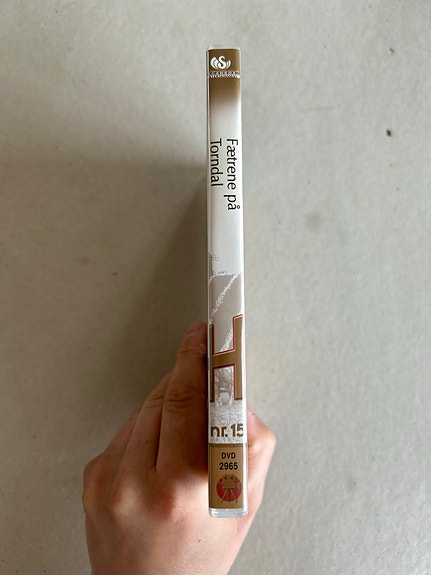 Fætrene på
Torndal
H
nr. 15
DVD
2965